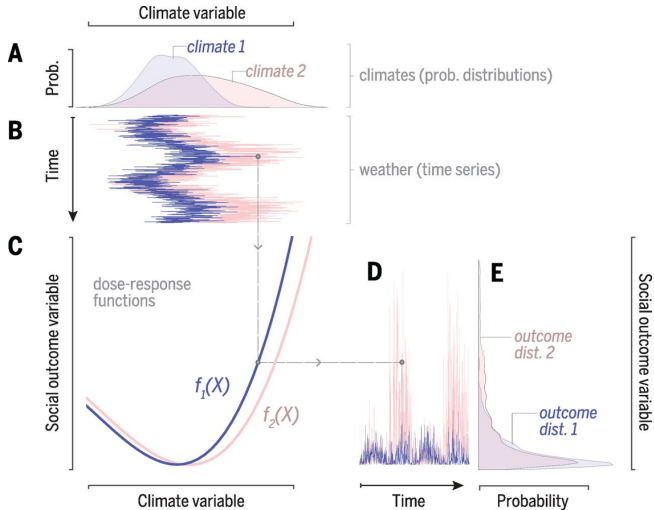 Climate variable
A
Prob.
climate 1
climate 2
climates (prob. distributions)
B
Time
weather (time series)
C
Social outcome variable
dose-response
functions
f1(X)
f2(X)
Climate variable
D
Time
E
outcome
dist. 2
outcome
dist. 1
Probability
Social outcome variable